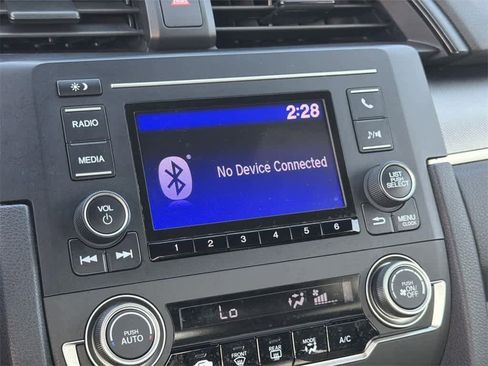 2:28
RADIO
MEDIA
No Device Connected
VOL
LIST
PUSH
SELECT
MENU
CLOCK
1 2 3 4 5 6
PUSH
AUTO
Lo
PUSH
ON/
OFF
FRONT
REAR
MODE
A/C